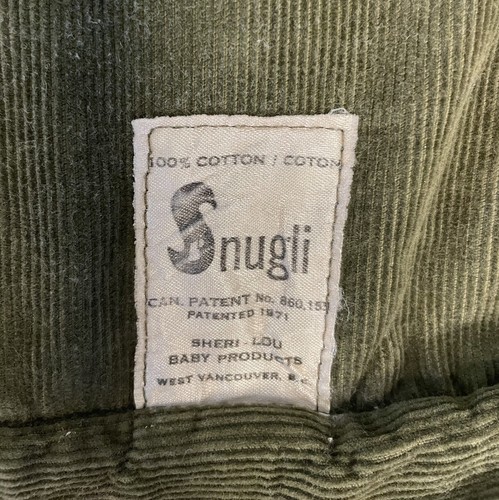 100% COTTON / COTON
Snugli
CAN. PATENT No. 860,153
PATENTED 1971
SHERI-LOU
BABY PRODUCTS
WEST VANCOUVER, B.C.